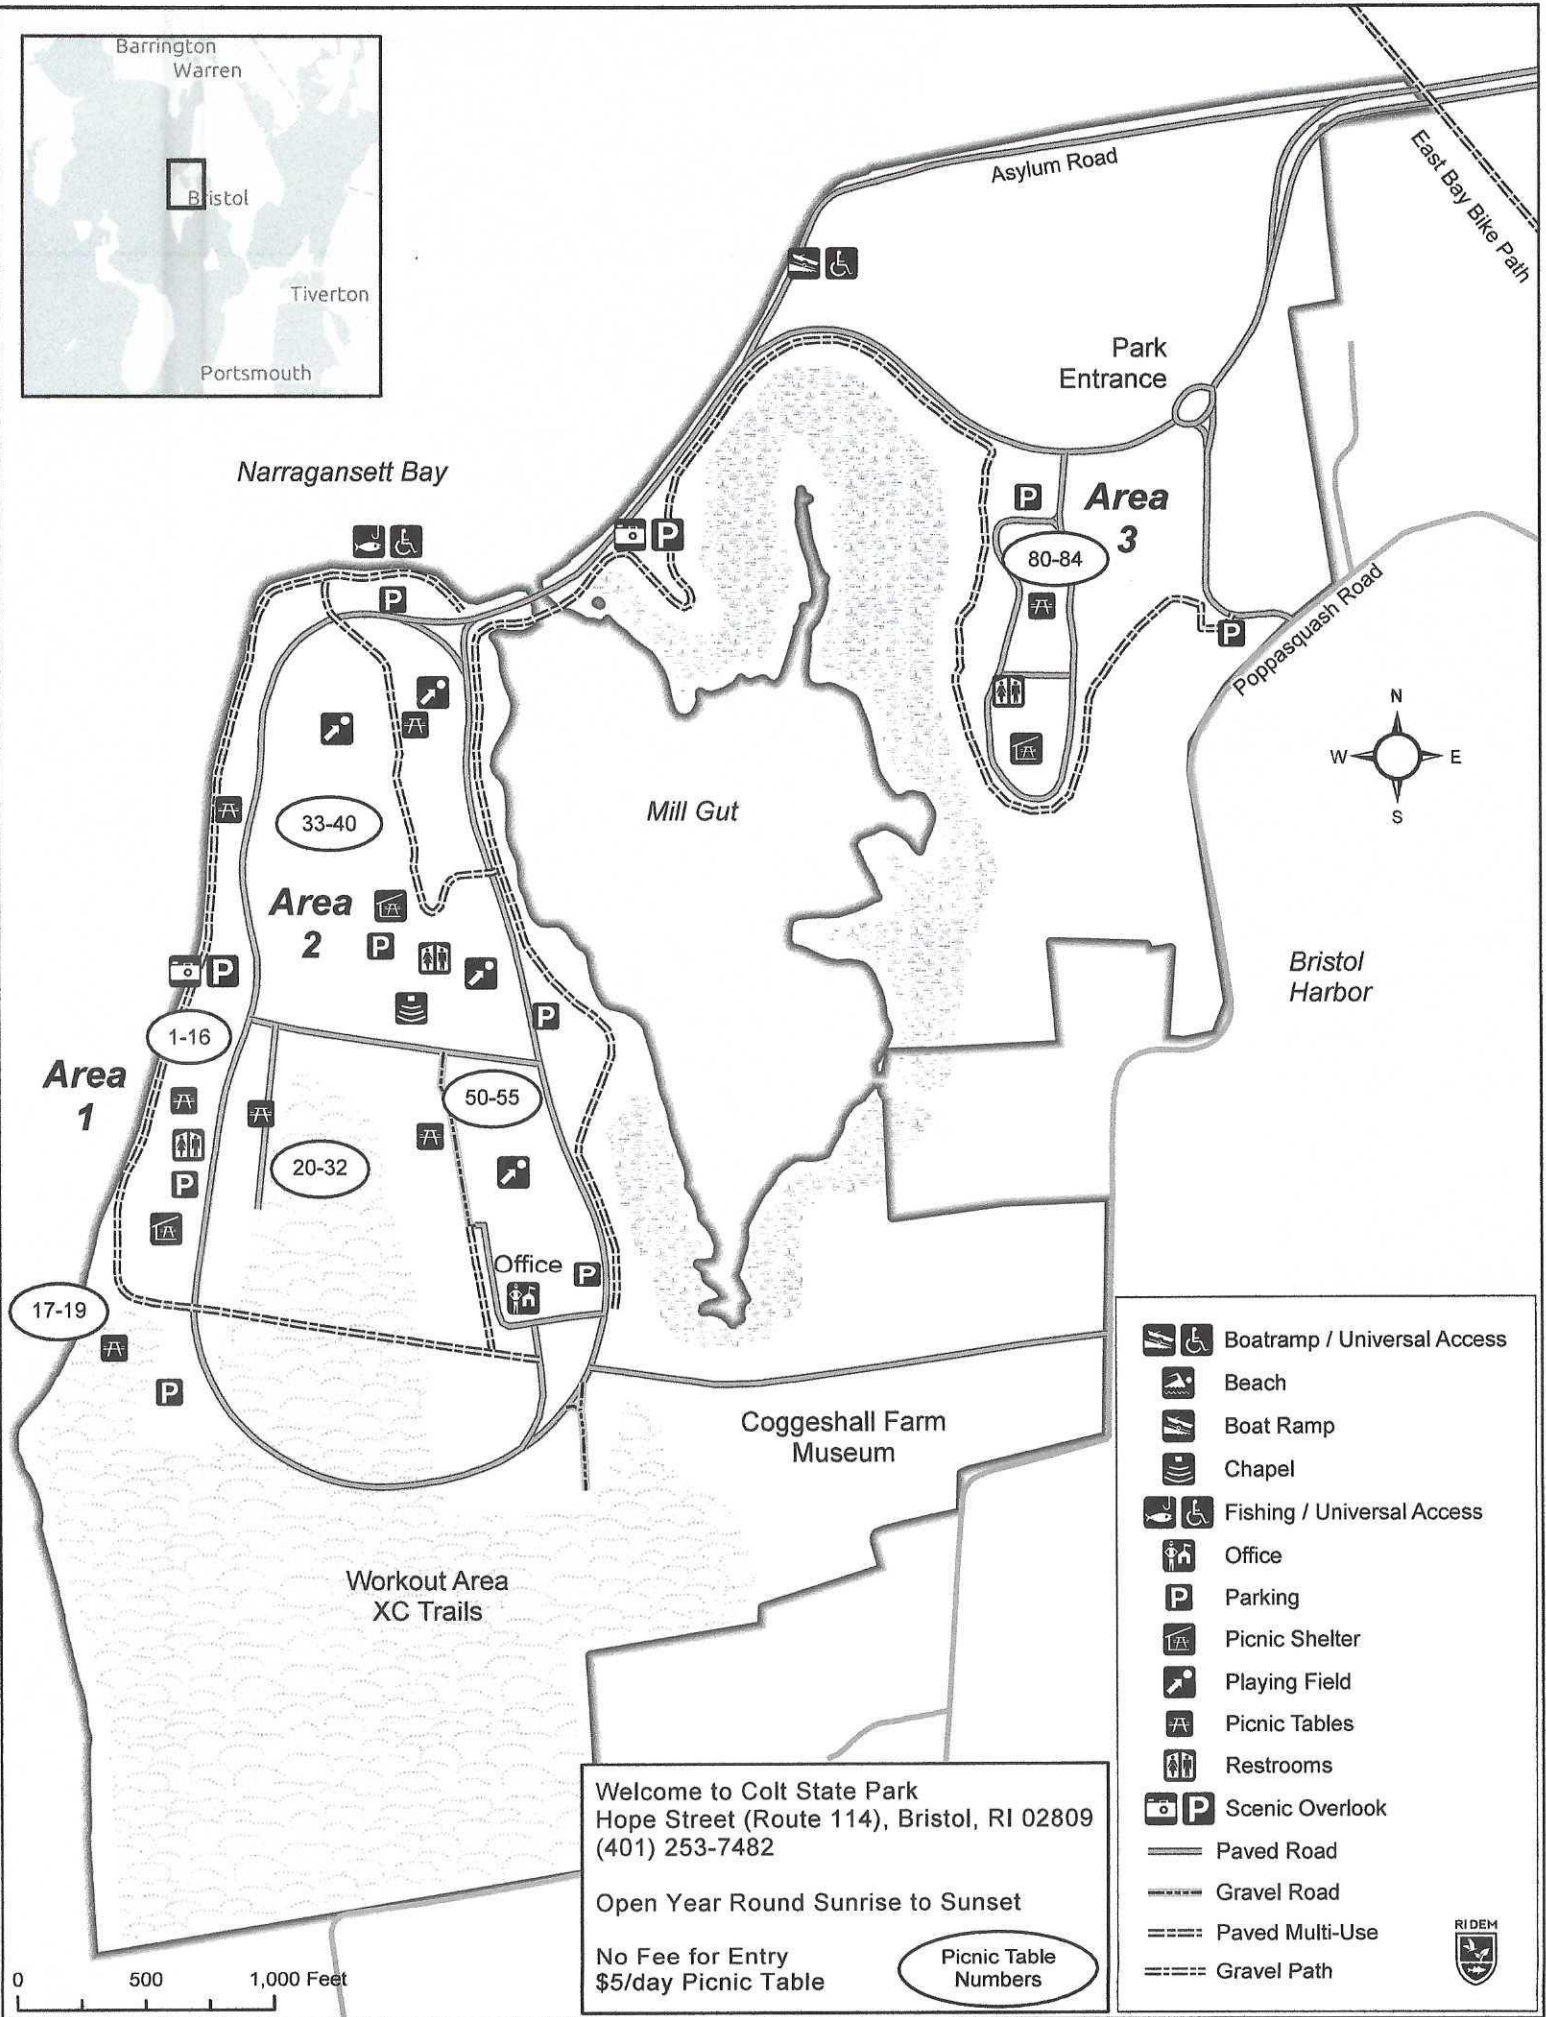 Barrington
Warren
Bristol
Tiverton
Portsmouth
Asylum Road
East Bay Bike Path
Park
Entrance
Narragansett Bay
P
P
Area
3
80-84
P
P
Poppasquash Road
N
W
E
S
Mill Gut
33-40
Area
2
P
P
P
1-16
Area
1
Bristol
Harbor
50-55
20-32
P
Office
P
17-19
P
Coggeshall Farm
Museum
Workout Area
XC Trails
Boatramp / Universal Access
Beach
Boat Ramp
Chapel
Fishing / Universal Access
Office
P Parking
Picnic Shelter
Playing Field
Picnic Tables
Restrooms
P Scenic Overlook
Paved Road
Gravel Road
Paved Multi-Use
Gravel Path
RI DEM
Welcome to Colt State Park
Hope Street (Route 114), Bristol, RI 02809
(401) 253-7482
Open Year Round Sunrise to Sunset
No Fee for Entry
$5/day Picnic Table
Picnic Table
Numbers
0 500 1,000 Feet